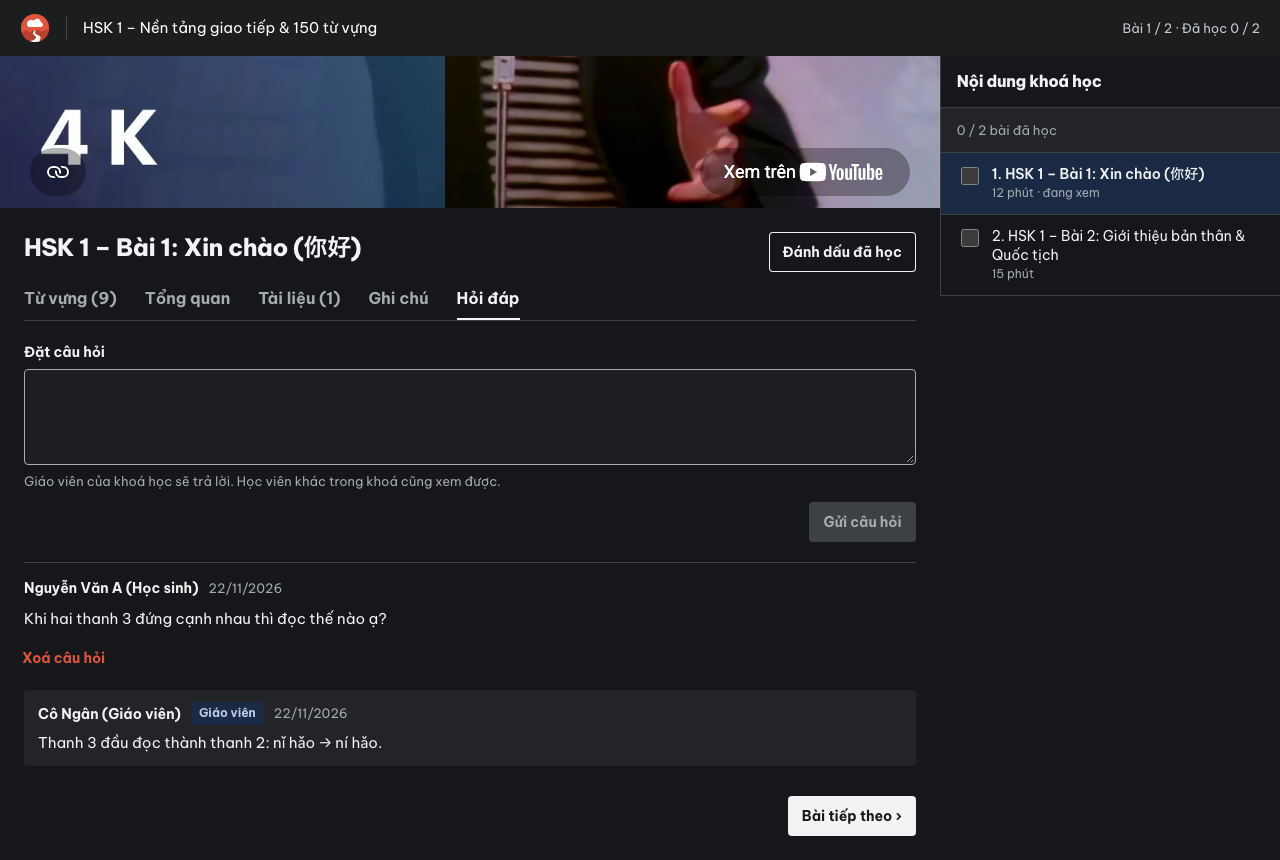 HSK 1 – Nền tảng giao tiếp & 150 từ vựng
Bài 1 / 2 · Đã học 0 / 2
4 K
Xem trên YouTube
Nội dung khoá học
0 / 2 bài đã học
1. HSK 1 – Bài 1: Xin chào (你好)
12 phút · đang xem
2. HSK 1 – Bài 2: Giới thiệu bản thân &
Quốc tịch
15 phút
HSK 1 – Bài 1: Xin chào (你好)
Đánh dấu đã học
Từ vựng (9)
Tổng quan
Tài liệu (1)
Ghi chú
Hỏi đáp
Đặt câu hỏi
Giáo viên của khoá học sẽ trả lời. Học viên khác trong khoá cũng xem được.
Gửi câu hỏi
Nguyễn Văn A (Học sinh) 22/11/2026
Khi hai thanh 3 đứng cạnh nhau thì đọc thế nào ạ?
Xoá câu hỏi
Cô Ngân (Giáo viên) Giáo viên 22/11/2026
Thanh 3 đầu đọc thành thanh 2: nǐ hǎo → ní hǎo.
Bài tiếp theo ›